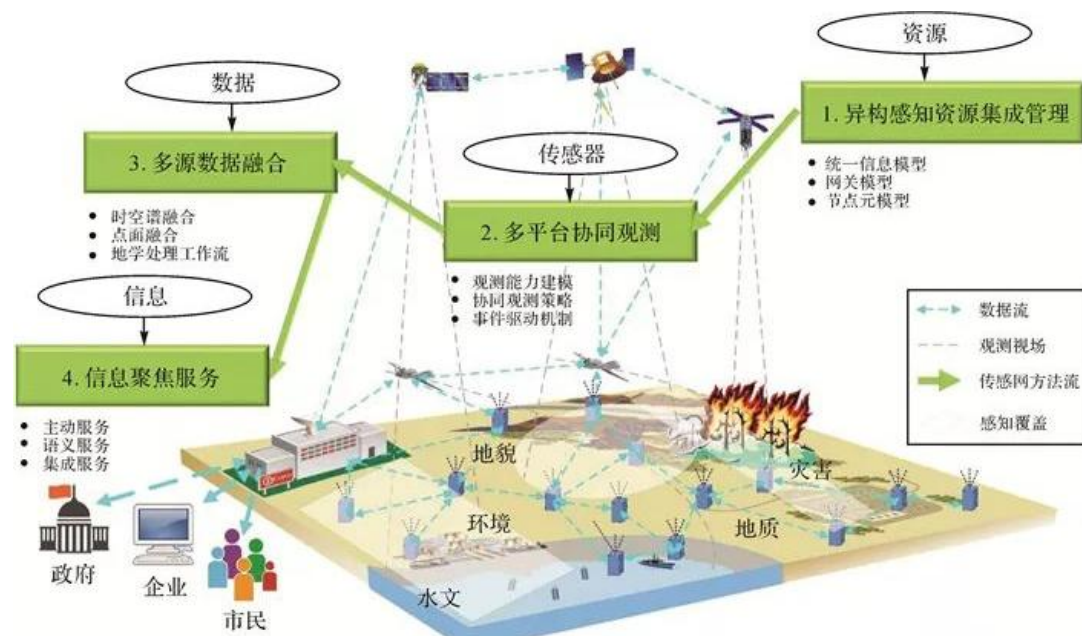 资源
1. 异构感知资源集成管理
统一信息模型
网关模型
节点元模型
传感器
2. 多平台协同观测
观测能力建模
协同观测策略
事件驱动机制
数据
3. 多源数据融合
时空谱融合
点面融合
地学处理工作流
信息
4. 信息聚焦服务
主动服务
语义服务
集成服务
政府
企业
市民
地貌
环境
水文
地质
灾害
数据流
观测视场
传感网方法流
感知覆盖